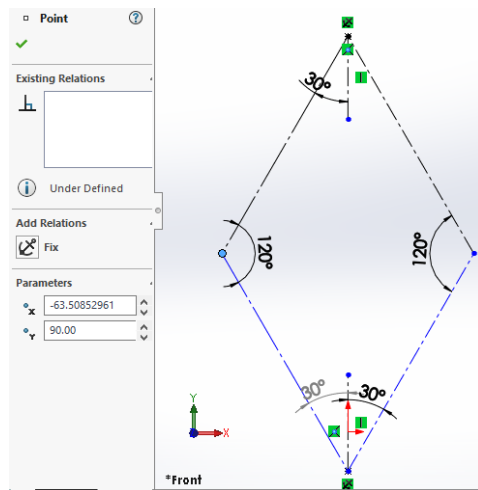 Point
Existing Relations
Under Defined
Add Relations
Fix
Parameters
x -63.50852961
Y 90.00
30°
120°
120°
30°
30°
Y
X
*Front